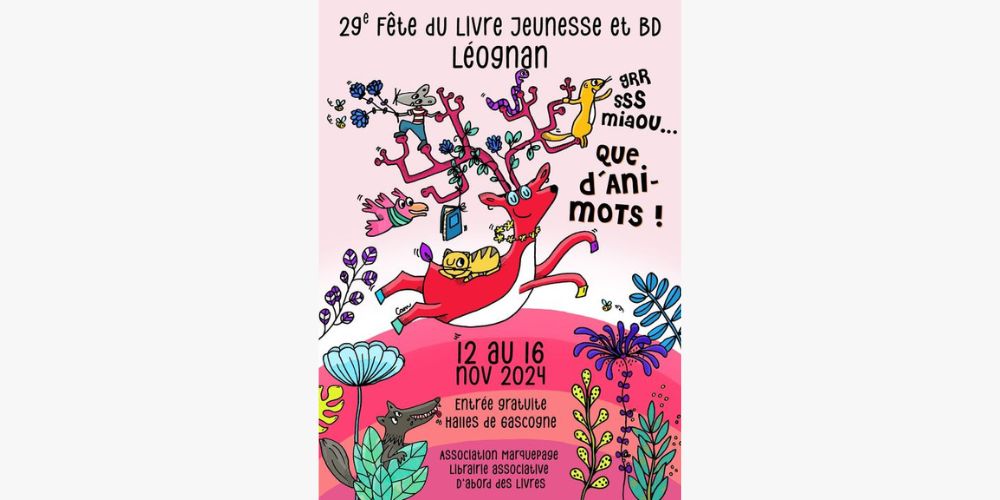 29e Fête du Livre Jeunesse et BD
Léognan
grr
sss
miaou...
Que
d'Ani-
mots !
12 au 16
nov 2024
Entrée gratuite
Halles de Gascogne
Association Marquepage
Librairie associative
D'abord des Livres